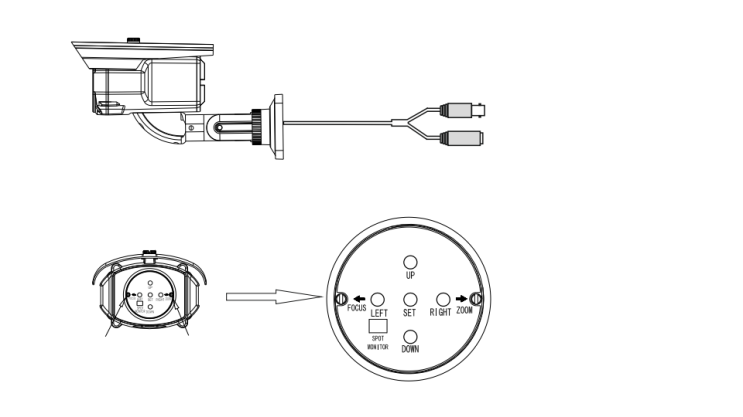 UP
FOCUS
LEFT
SET
RIGHT
ZOOM
SPOT
MONITOR
DOWN